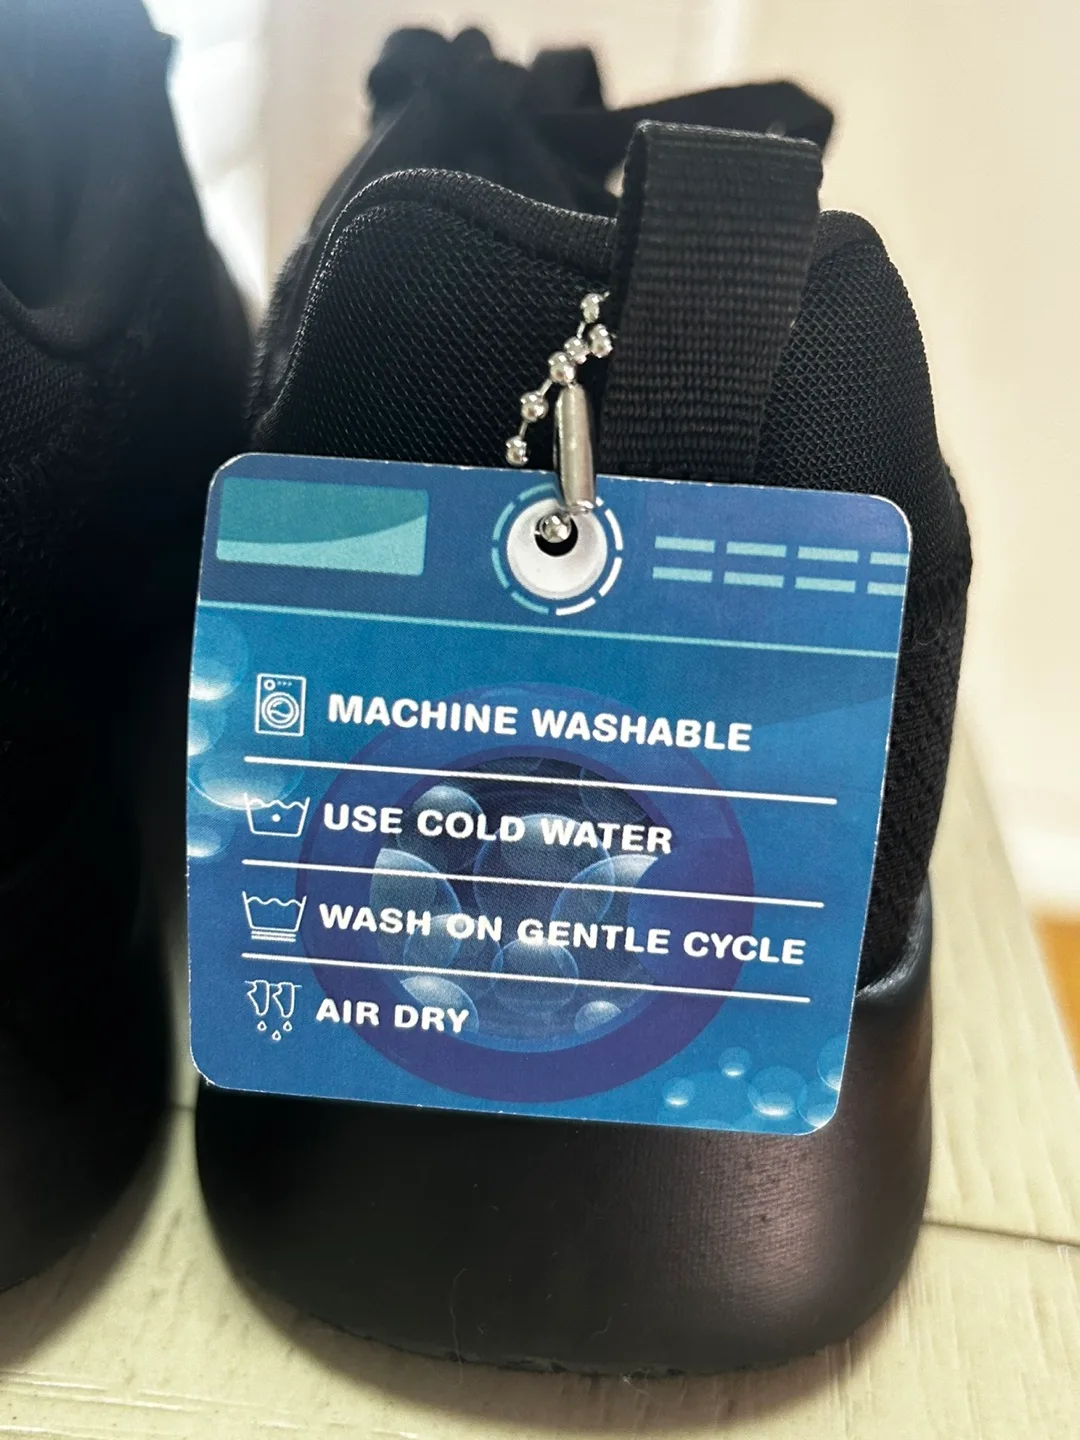 MACHINE WASHABLE
USE COLD WATER
WASH ON GENTLE CYCLE
AIR DRY